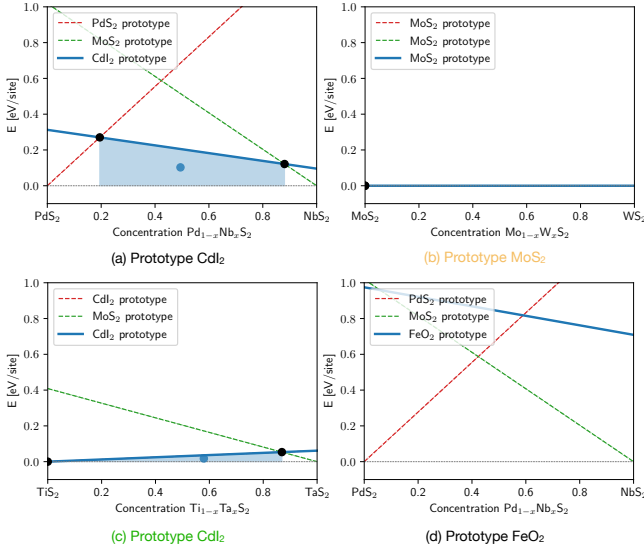 1.0
0.8
0.6
0.4
0.2
0.0
E [eV/site]
PdS₂ prototype
MoS₂ prototype
CdI₂ prototype
PdS₂ 0.2 0.4 0.6 0.8 NbS₂
Concentration Pd₁₋ₓNbₓS₂
(a) Prototype CdI₂
1.0
0.8
0.6
0.4
0.2
0.0
E [eV/site]
MoS₂ prototype
MoS₂ prototype
MoS₂ prototype
MoS₂ 0.2 0.4 0.6 0.8 WS₂
Concentration Mo₁₋ₓWₓS₂
(b) Prototype MoS₂
1.0
0.8
0.6
0.4
0.2
0.0
E [eV/site]
CdI₂ prototype
MoS₂ prototype
CdI₂ prototype
TiS₂ 0.2 0.4 0.6 0.8 TaS₂
Concentration Ti₁₋ₓTaₓS₂
(c) Prototype CdI₂
1.0
0.8
0.6
0.4
0.2
0.0
E [eV/site]
PdS₂ prototype
MoS₂ prototype
FeO₂ prototype
PdS₂ 0.2 0.4 0.6 0.8 NbS₂
Concentration Pd₁₋ₓNbₓS₂
(d) Prototype FeO₂